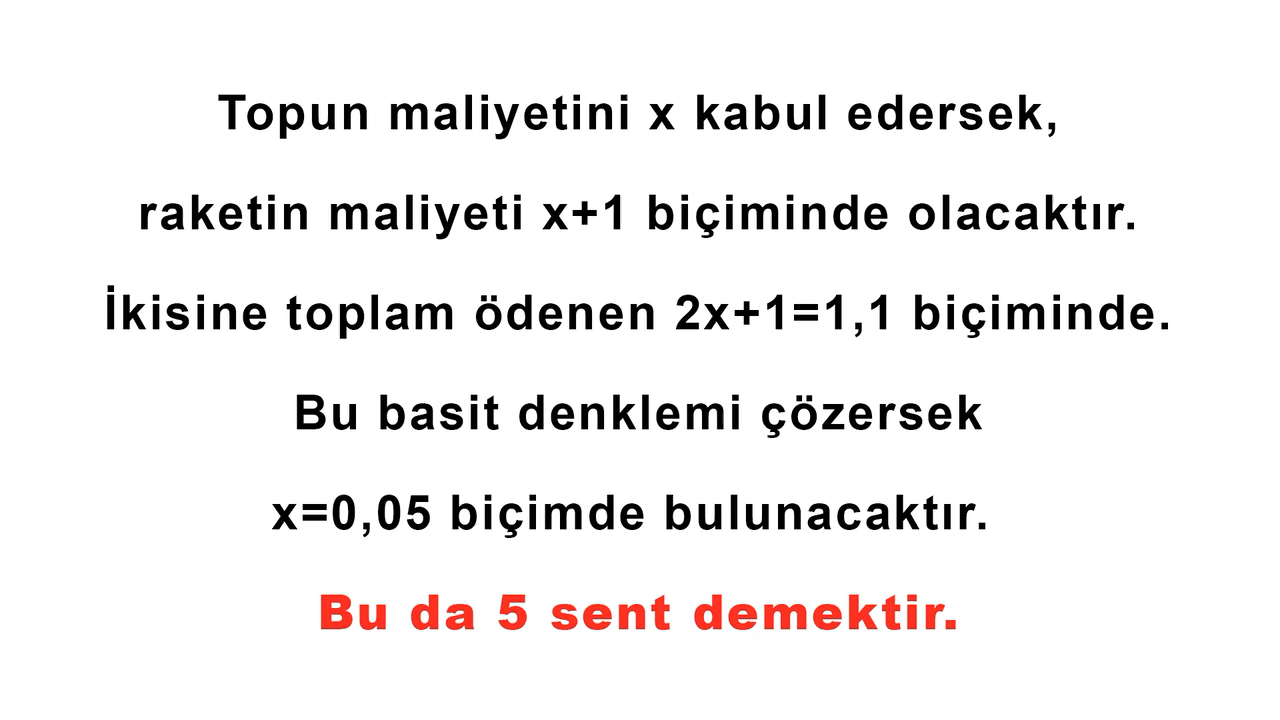 Topun maliyetini x kabul edersek,
raketin maliyeti x+1 biçiminde olacaktır.
İkisine toplam ödenen 2x+1=1,1 biçiminde.
Bu basit denklemi çözersek
x=0,05 biçimde bulunacaktır.
Bu da 5 sent demektir.